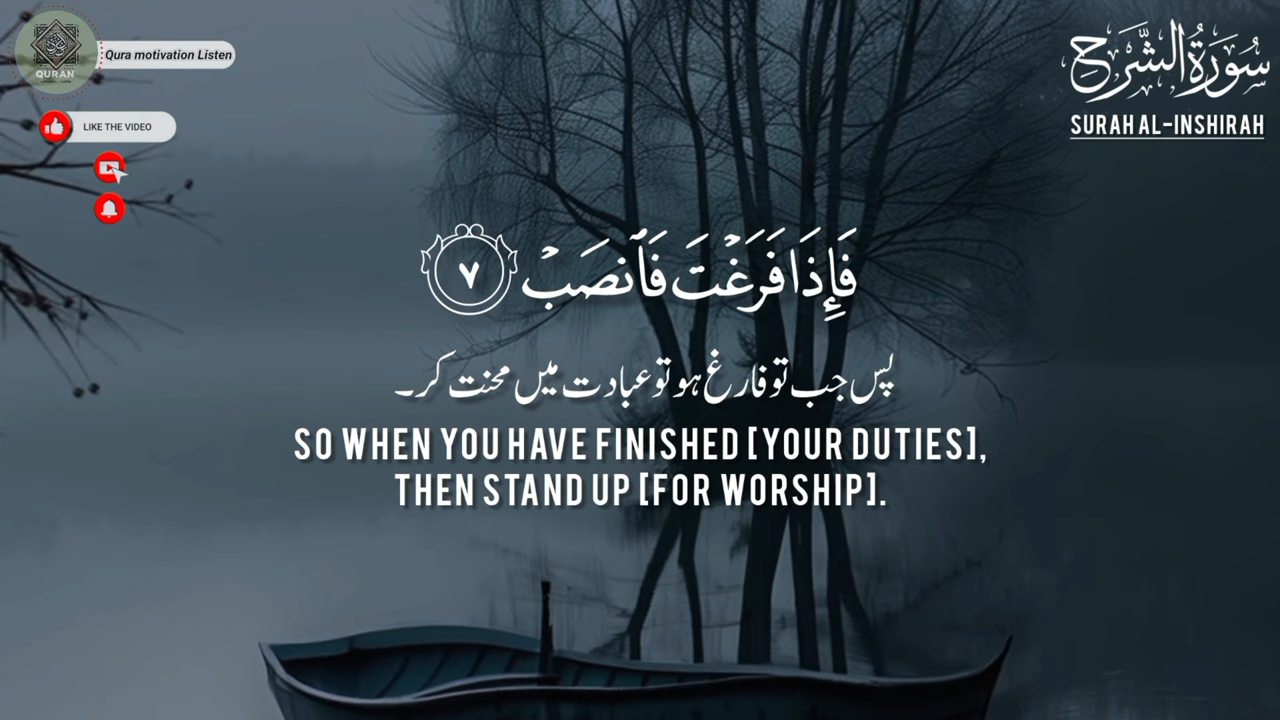 QURAN
Qura motivation Listen
LIKE THE VIDEO
سُورَةُ الشَّرْحِ
SURAH AL-INSHIRAH
فَإِذَا فَرَغْتَ فَٱنصَبْ ٧
پس جب تو فارغ ہو تو عبادت میں محنت کر۔
SO WHEN YOU HAVE FINISHED [YOUR DUTIES],
THEN STAND UP [FOR WORSHIP].